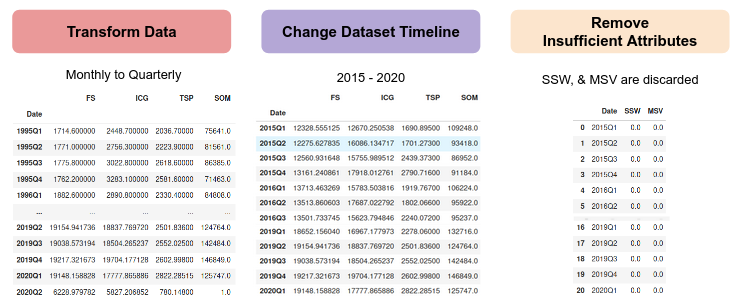 Transform Data
Monthly to Quarterly
FS ICG TSP SOM
Date
1995Q1 1714.600000 2448.700000 2036.70000 75641.0
1995Q2 1771.000000 2756.300000 2223.90000 81561.0
1995Q3 1775.800000 3022.800000 2618.60000 86385.0
1995Q4 1762.200000 3283.100000 2581.60000 71463.0
1996Q1 1882.600000 2890.800000 2330.40000 84808.0
... ... ... ... ...
2019Q2 19154.941736 18837.769720 2501.83600 124764.0
2019Q3 19038.573194 18504.265237 2552.02500 142484.0
2019Q4 19217.321673 19704.177128 2602.99800 146849.0
2020Q1 19148.158828 17777.865886 2822.28515 125747.0
2020Q2 6228.979782 5827.206852 780.14800 1.0
Change Dataset Timeline
2015 - 2020
FS ICG TSP SOM
Date
2015Q1 12328.555125 12670.250538 1690.89500 109248.0
2015Q2 12275.627835 16086.134717 1701.27300 93418.0
2015Q3 12560.931648 15755.989512 2439.37300 86952.0
2015Q4 13161.240861 17918.012761 2790.71600 91184.0
2016Q1 13713.463269 15783.503816 1919.76700 106224.0
2016Q2 13513.860603 17687.022792 1802.06600 95922.0
2016Q3 13501.733745 15623.794846 2240.07200 95237.0
2019Q1 18652.156040 16967.177973 2278.06000 132716.0
2019Q2 19154.941736 18837.769720 2501.83600 124764.0
2019Q3 19038.573194 18504.265237 2552.02500 142484.0
2019Q4 19217.321673 19704.177128 2602.99800 146849.0
2020Q1 19148.158828 17777.865886 2822.28515 125747.0
Remove
Insufficient Attributes
SSW, & MSV are discarded
Date SSW MSV
0 2015Q1 0.0 0.0
1 2015Q2 0.0 0.0
2 2015Q3 0.0 0.0
3 2015Q4 0.0 0.0
4 2016Q1 0.0 0.0
5 2016Q2 0.0 0.0
16 2019Q1 0.0 0.0
17 2019Q2 0.0 0.0
18 2019Q3 0.0 0.0
19 2019Q4 0.0 0.0
20 2020Q1 0.0 0.0